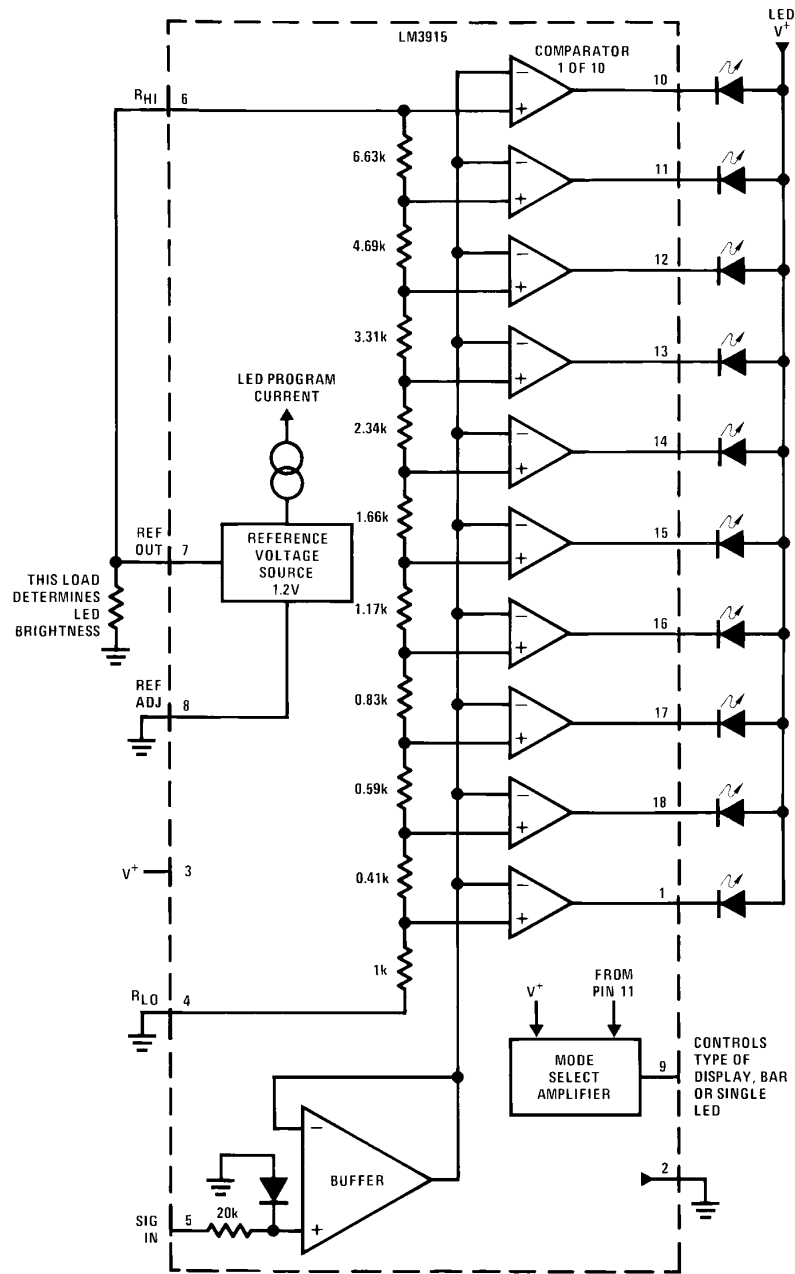 LED
V+
LM3915
COMPARATOR
1 OF 10
RHI
6
−
+
10
6.63k
−
+
11
4.69k
−
+
12
3.31k
−
+
13
LED PROGRAM
CURRENT
2.34k
−
+
14
1.66k
−
+
15
REF
OUT
7
REFERENCE
VOLTAGE
SOURCE
1.2V
THIS LOAD
DETERMINES
LED
BRIGHTNESS
1.17k
−
+
16
REF
ADJ
8
0.83k
−
+
17
0.59k
−
+
18
V+
3
0.41k
−
+
1
1k
RLO
4
V+
FROM
PIN 11
MODE
SELECT
AMPLIFIER
9
CONTROLS
TYPE OF
DISPLAY, BAR
OR SINGLE
LED
−
BUFFER
+
2
SIG
IN
5
20k